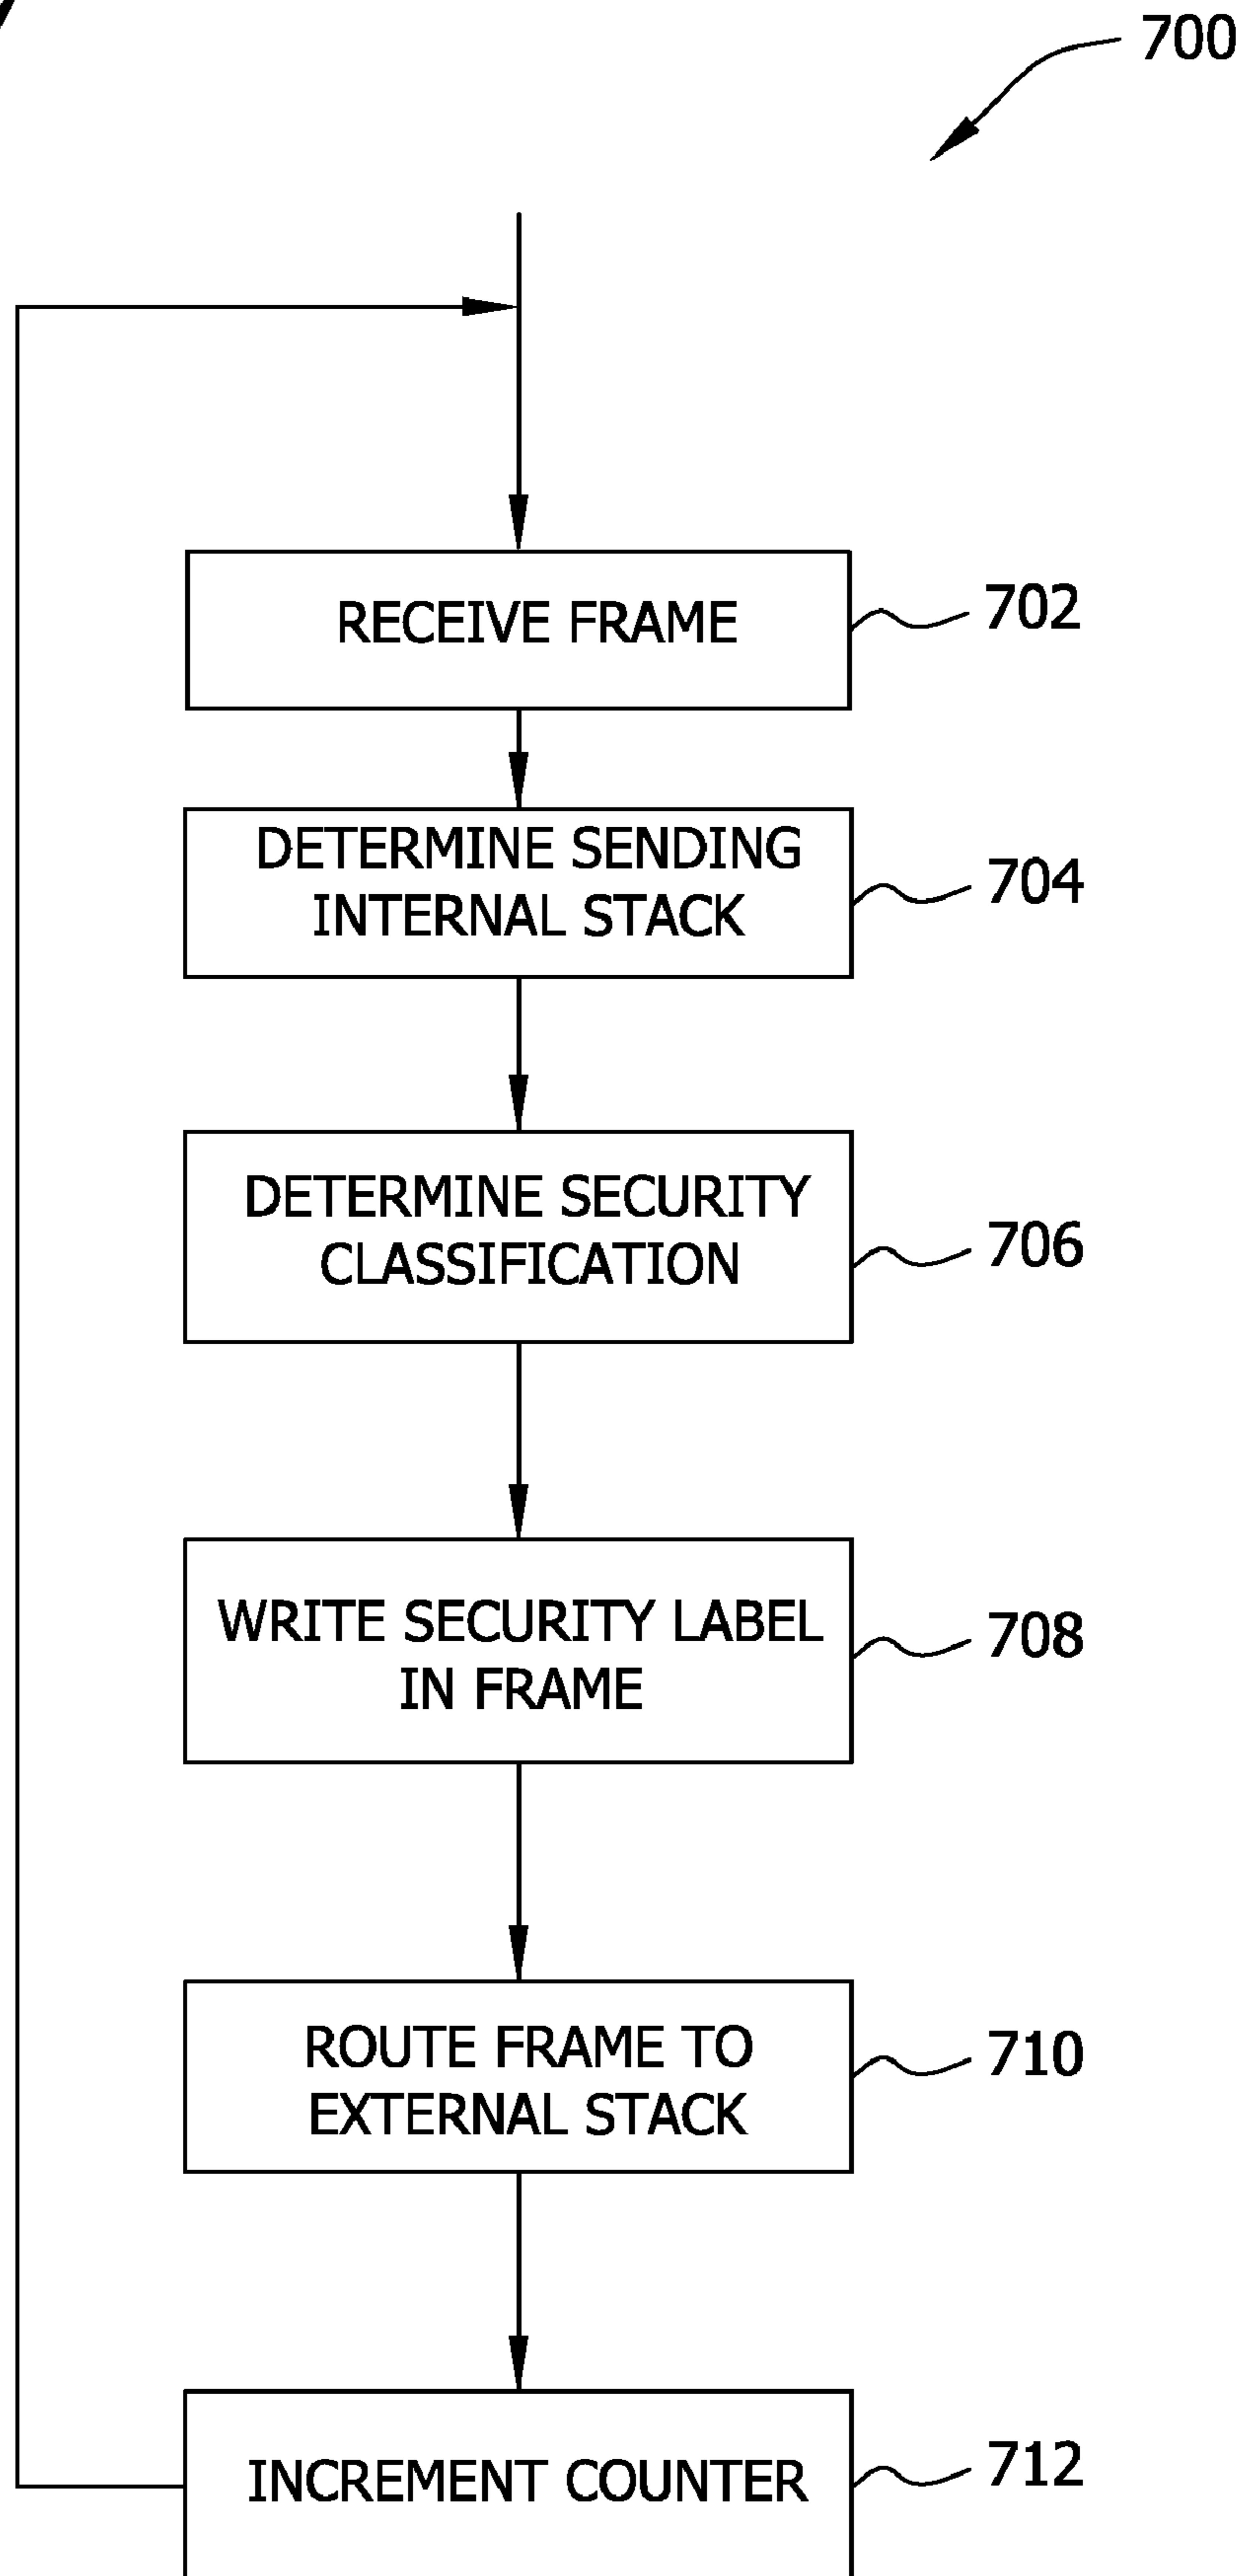 700
RECEIVE FRAME
702
DETERMINE SENDING
INTERNAL STACK
704
DETERMINE SECURITY
CLASSIFICATION
706
WRITE SECURITY LABEL
IN FRAME
708
ROUTE FRAME TO
EXTERNAL STACK
710
INCREMENT COUNTER
712